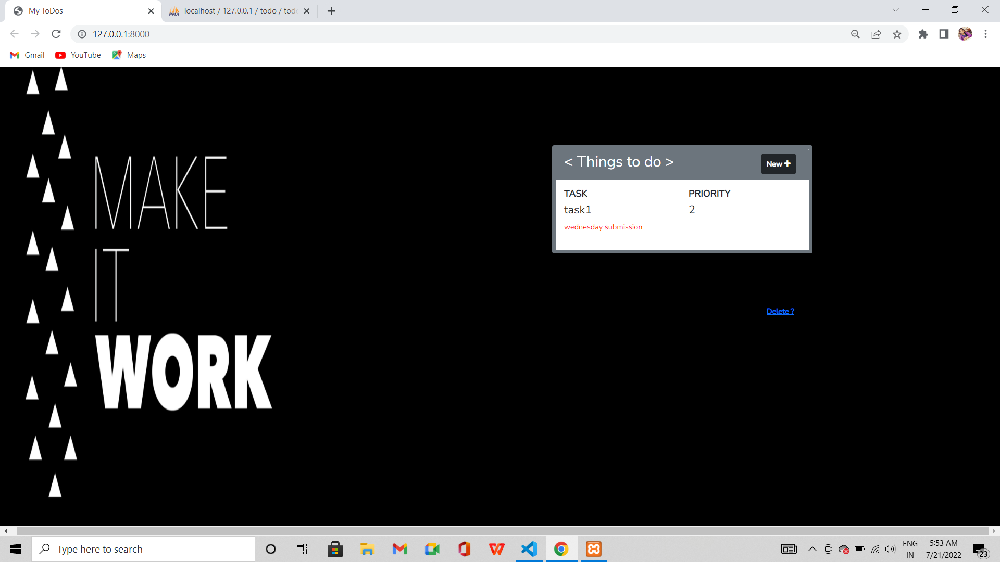 My ToDos
localhost / 127.0.0.1 / todo / tod
127.0.0.1:8000
Gmail
YouTube
Maps
MAKE
IT
WORK
< Things to do >
New
TASK
PRIORITY
task1
2
wednesday submission
Delete ?
Type here to search
ENG
IN
5:53 AM
7/21/2022
23